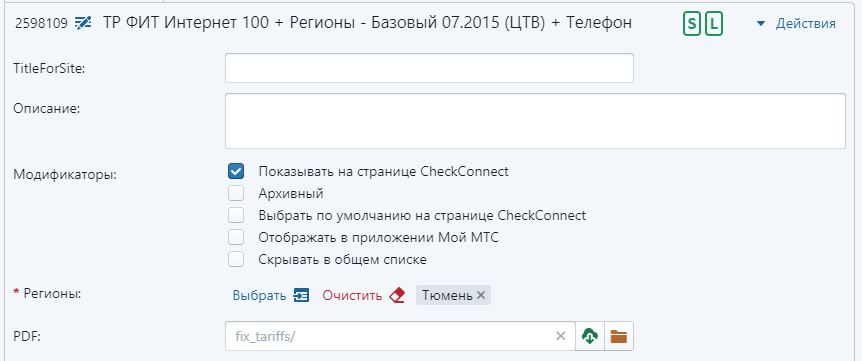 2598109 ТР ФИТ Интернет 100 + Регионы - Базовый 07.2015 (ЦТВ) + Телефон S L Действия
TitleForSite:
Описание:
Модификаторы: Показывать на странице CheckConnect
Архивный
Выбрать по умолчанию на странице CheckConnect
Отображать в приложении Мой МТС
Скрывать в общем списке
* Регионы: Выбрать Очистить Тюмень ×
PDF: fix_tariffs/ ×